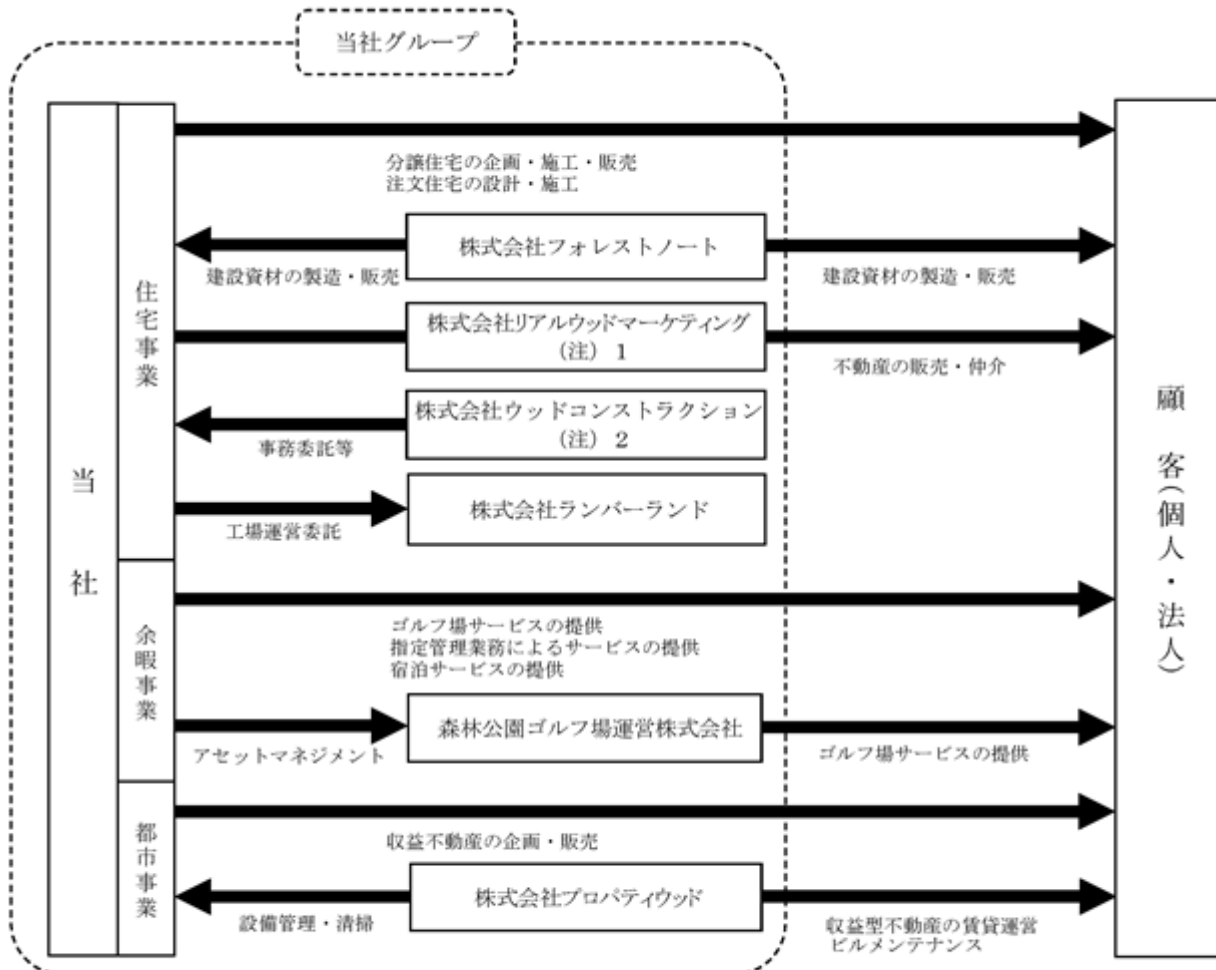 当社グループ
当社
住宅事業
分譲住宅の企画・施工・販売
注文住宅の設計・施工
株式会社フォレストノート
建設資材の製造・販売
建設資材の製造・販売
株式会社リアルウッドマーケティング
（注）１
不動産の販売・仲介
株式会社ウッドコンストラクション
（注）２
事務委託等
株式会社ランバーランド
工場運営委託
余暇事業
ゴルフ場サービスの提供
指定管理業務によるサービスの提供
宿泊サービスの提供
森林公園ゴルフ場運営株式会社
アセットマネジメント
ゴルフ場サービスの提供
都市事業
収益不動産の企画・販売
株式会社プロパティウッド
設備管理・清掃
収益型不動産の賃貸運営
ビルメンテナンス
顧客(個人・法人)